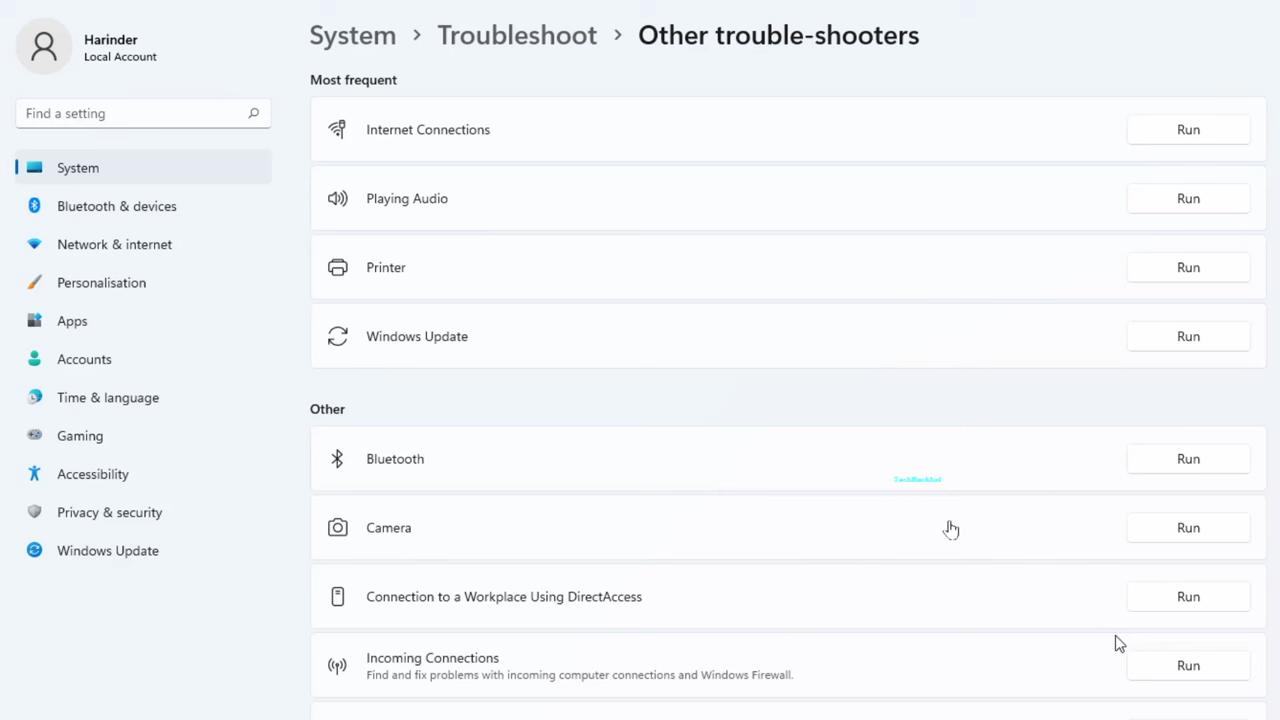 Harinder
Local Account
Find a setting
System
Bluetooth & devices
Network & internet
Personalisation
Apps
Accounts
Time & language
Gaming
Accessibility
Privacy & security
Windows Update
System > Troubleshoot > Other trouble-shooters
Most frequent
Internet Connections Run
Playing Audio Run
Printer Run
Windows Update Run
Other
Bluetooth Run
Camera Run
Connection to a Workplace Using DirectAccess Run
Incoming Connections
Find and fix problems with incoming computer connections and Windows Firewall.
Run